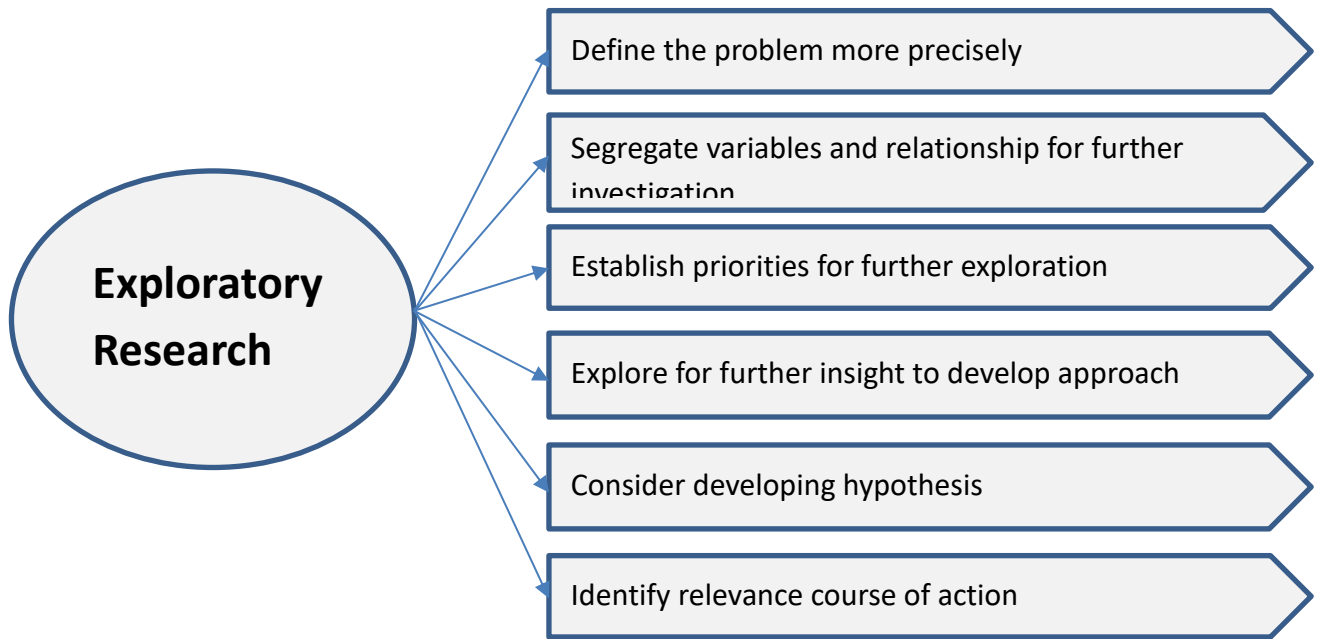 Exploratory
Research
Define the problem more precisely
Segregate variables and relationship for further
investigation
Establish priorities for further exploration
Explore for further insight to develop approach
Consider developing hypothesis
Identify relevance course of action